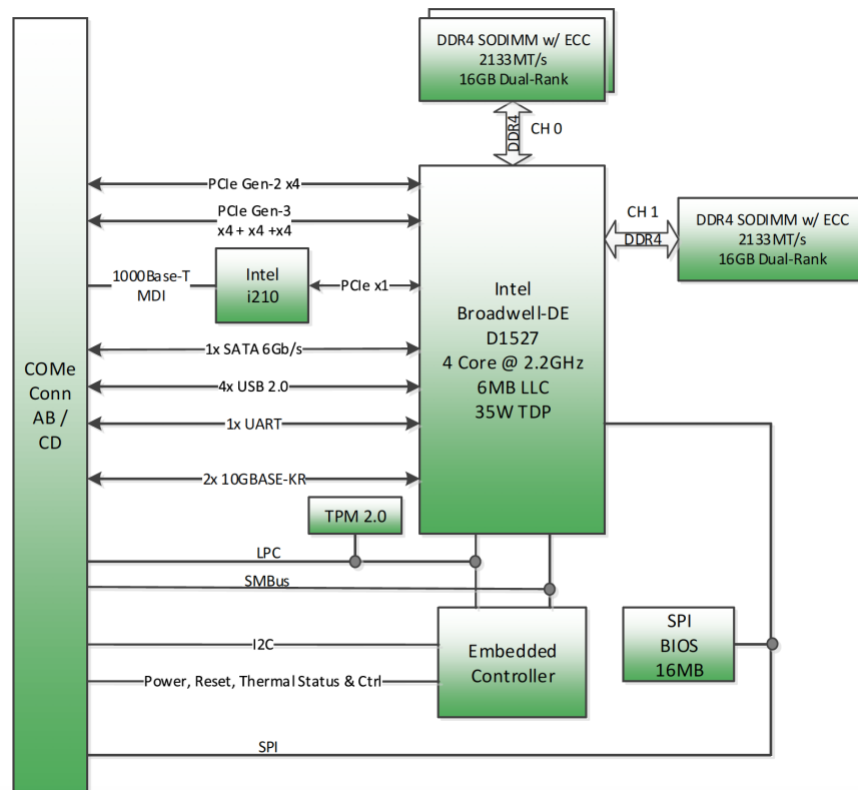 DDR4 SODIMM w/ ECC
2133MT/s
16GB Dual-Rank
DDR4
CH 0
PCIe Gen-2 x4
PCIe Gen-3
x4 + x4 +x4
CH 1
DDR4
DDR4 SODIMM w/ ECC
2133MT/s
16GB Dual-Rank
1000Base-T
MDI
Intel
i210
PCIe x1
Intel
Broadwell-DE
D1527
4 Core @ 2.2GHz
6MB LLC
35W TDP
COMe
Conn
AB /
CD
1x SATA 6Gb/s
4x USB 2.0
1x UART
2x 10GBASE-KR
TPM 2.0
LPC
SMBus
I2C
Power, Reset, Thermal Status & Ctrl
Embedded
Controller
SPI
BIOS
16MB
SPI